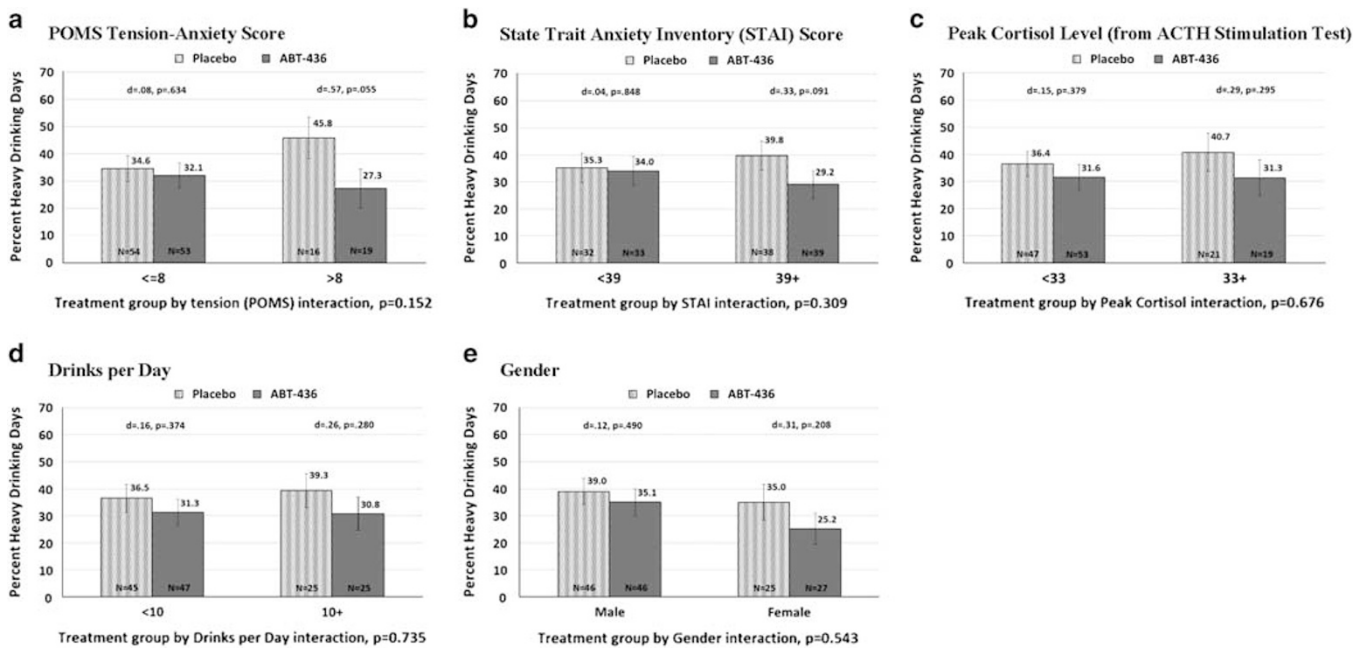 a
POMS Tension-Anxiety Score
Placebo ABT-436
Percent Heavy Drinking Days
70
60
50
40
30
20
10
0
d=.08, p=.634
d=.57, p=.055
34.6
32.1
45.8
27.3
N=54
N=53
N=16
N=19
<=8
>8
Treatment group by tension (POMS) interaction, p=0.152
b
State Trait Anxiety Inventory (STAI) Score
Placebo ABT-436
Percent Heavy Drinking Days
70
60
50
40
30
20
10
0
d=.04, p=.848
d=.33, p=.091
35.3
34.0
39.8
29.2
N=32
N=33
N=38
N=39
<39
39+
Treatment group by STAI interaction, p=0.309
c
Peak Cortisol Level (from ACTH Stimulation Test)
Placebo ABT-436
Percent Heavy Drinking Days
70
60
50
40
30
20
10
0
d=.15, p=.379
d=.29, p=.295
36.4
31.6
40.7
31.3
N=47
N=53
N=21
N=19
<33
33+
Treatment group by Peak Cortisol interaction, p=0.676
d
Drinks per Day
Placebo ABT-436
Percent Heavy Drinking Days
70
60
50
40
30
20
10
0
d=.16, p=.374
d=.26, p=.280
36.5
31.3
39.3
30.8
N=45
N=47
N=25
N=25
<10
10+
Treatment group by Drinks per Day interaction, p=0.735
e
Gender
Placebo ABT-436
Percent Heavy Drinking Days
70
60
50
40
30
20
10
0
d=.12, p=.490
d=.31, p=.208
39.0
35.1
35.0
25.2
N=46
N=46
N=25
N=27
Male
Female
Treatment group by Gender interaction, p=0.543